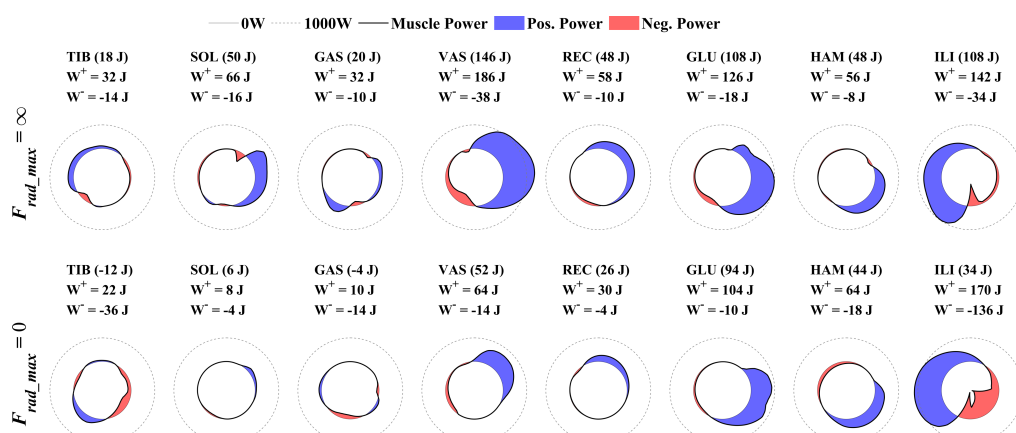 0W 1000W Muscle Power Pos. Power Neg. Power
TIB (18 J) SOL (50 J) GAS (20 J) VAS (146 J) REC (48 J) GLU (108 J) HAM (48 J) ILI (108 J)
W+ = 32 J W+ = 66 J W+ = 32 J W+ = 186 J W+ = 58 J W+ = 126 J W+ = 56 J W+ = 142 J
W- = -14 J W- = -16 J W- = -10 J W- = -38 J W- = -10 J W- = -18 J W- = -8 J W- = -34 J
F rad_max = ∞
TIB (-12 J) SOL (6 J) GAS (-4 J) VAS (52 J) REC (26 J) GLU (94 J) HAM (44 J) ILI (34 J)
W+ = 22 J W+ = 8 J W+ = 10 J W+ = 64 J W+ = 30 J W+ = 104 J W+ = 64 J W+ = 170 J
W- = -36 J W- = -4 J W- = -14 J W- = -14 J W- = -4 J W- = -10 J W- = -18 J W- = -136 J
F rad_max = 0